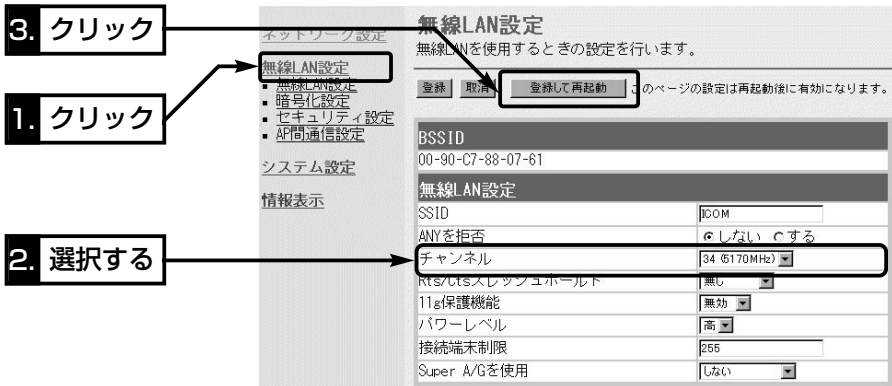 3. クリック
1. クリック
2. 選択する
ネットワーク設定
無線LAN設定
▪ 無線LAN設定
▪ 暗号化設定
▪ セキュリティ設定
▪ AP間通信設定
システム設定
情報表示
無線LAN設定
無線LANを使用するときの設定を行います。
登録 取消 登録して再起動 このページの設定は再起動後に有効になります。
BSSID
00-90-C7-88-07-61
無線LAN設定
SSID ICOM
ANYを拒否 しない する
チャンネル 34 (5170MHz)
Rts/Ctsスレッショホールド 無し
11g保護機能 無効
パワーレベル 高
接続端末制限 255
Super A/Gを使用 しない